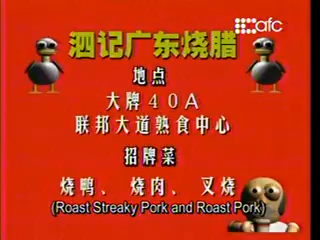 afc
泗记广东烧腊
地点
大牌40A
联邦大道熟食中心
招牌菜
烧鸭、烧肉、叉烧
(Roast Streaky Pork and Roast Pork)